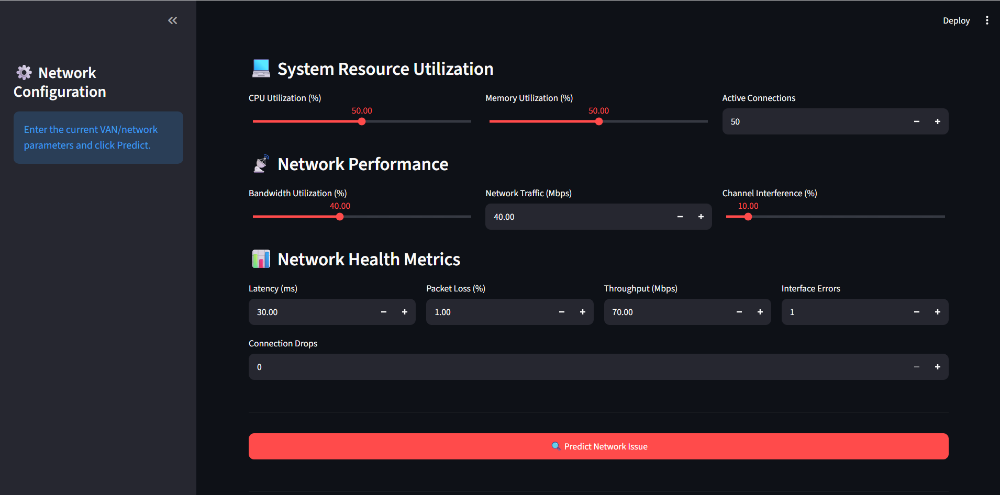 Deploy
Network
Configuration
Enter the current VAN/network
parameters and click Predict.
System Resource Utilization
CPU Utilization (%)
50.00
Memory Utilization (%)
50.00
Active Connections
50
Network Performance
Bandwidth Utilization (%)
40.00
Network Traffic (Mbps)
40.00
Channel Interference (%)
10.00
Network Health Metrics
Latency (ms)
30.00
Packet Loss (%)
1.00
Throughput (Mbps)
70.00
Interface Errors
1
Connection Drops
0
Predict Network Issue